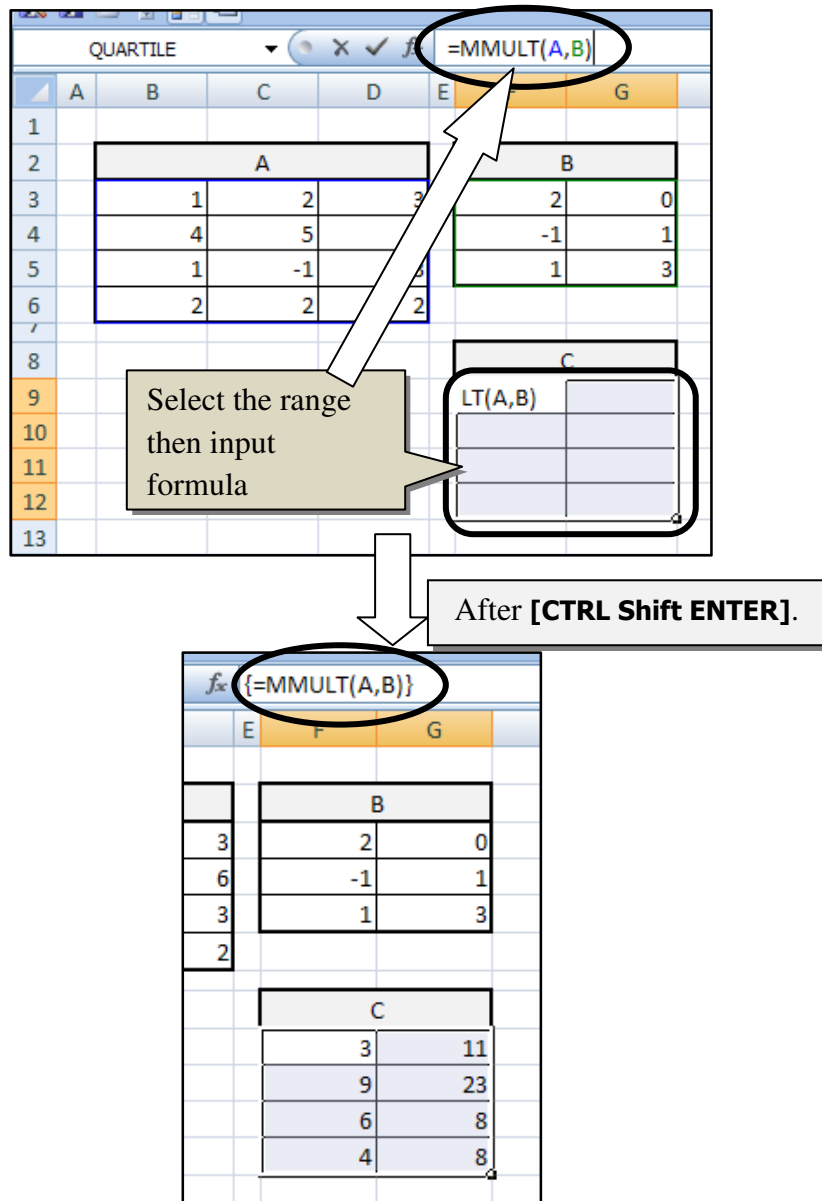 QUARTILE fx =MMULT(A,B)
A B C D E G
1
2 A B
3 1 2 3 2 0
4 4 5 -1 1
5 1 -1 3 1 3
6 2 2 2
7
8 C
9 LT(A,B)
10
11
12
13
Select the range
then input
formula
After [CTRL Shift ENTER].
fx {=MMULT(A,B)}
E F G
B
3 2 0
6 -1 1
3 1 3
2
C
3 11
9 23
6 8
4 8